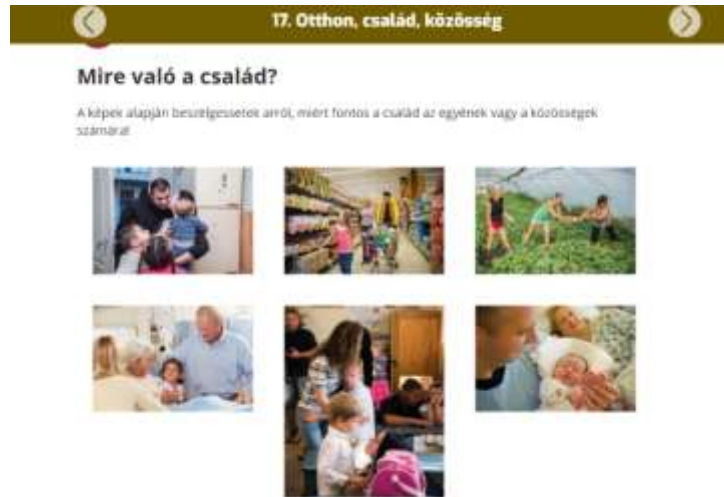 17. Otthon, család, közösség
Mire való a család?
A képek alapján beszélgessetek arról, miért fontos a család az egyének vagy a közösségek
számára!